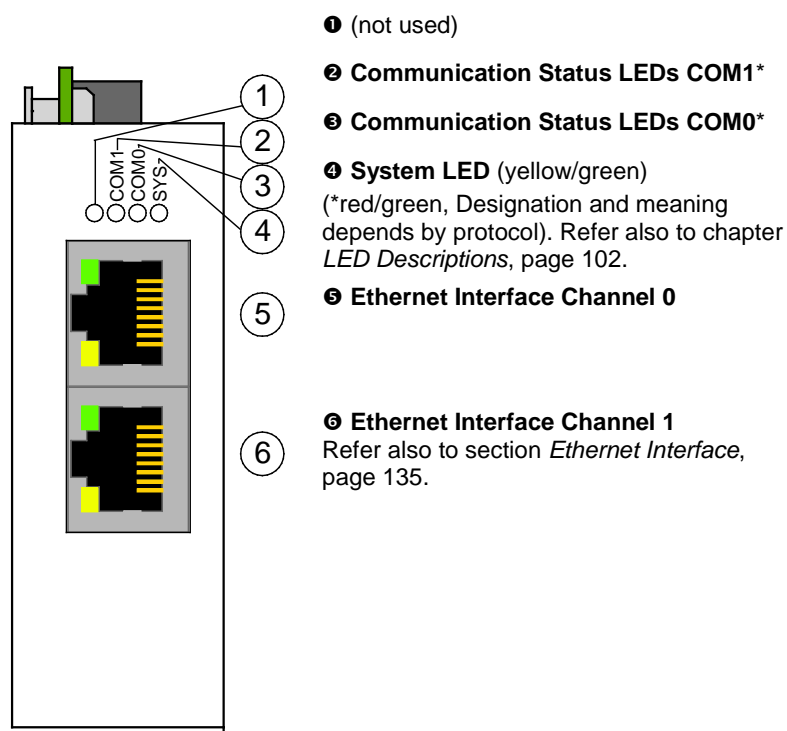 ❶ (not used)
❷ Communication Status LEDs COM1*
❸ Communication Status LEDs COM0*
❹ System LED (yellow/green)
(*red/green, Designation and meaning
depends by protocol). Refer also to chapter
LED Descriptions, page 102.
❺ Ethernet Interface Channel 0
❻ Ethernet Interface Channel 1
Refer also to section Ethernet Interface,
page 135.
1
2
3
4
COM1
COM0
SYS
5
6